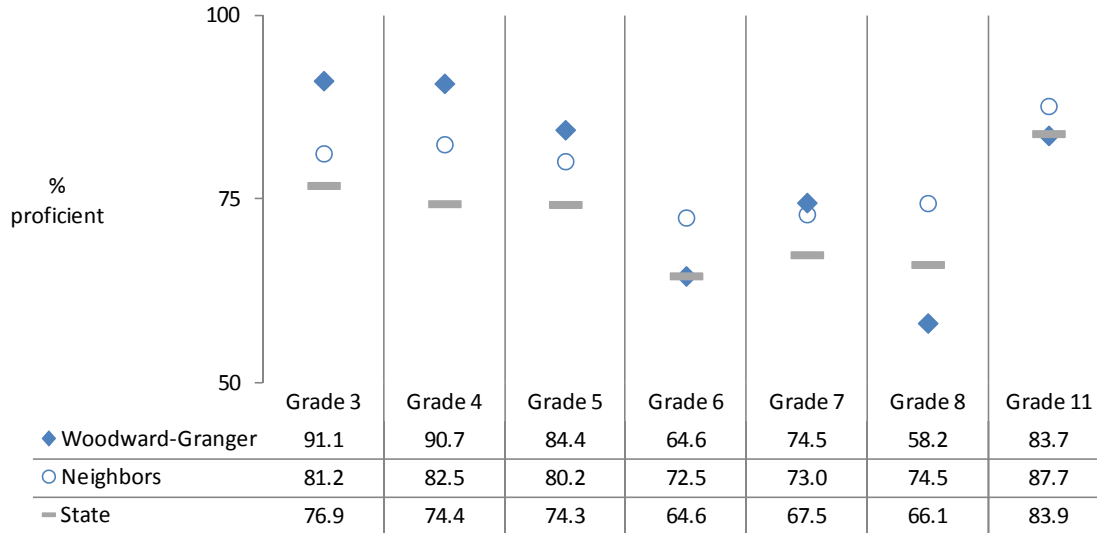 100
75
%
proficient
50
Grade 3 Grade 4 Grade 5 Grade 6 Grade 7 Grade 8 Grade 11
Woodward-Granger 91.1 90.7 84.4 64.6 74.5 58.2 83.7
Neighbors 81.2 82.5 80.2 72.5 73.0 74.5 87.7
State 76.9 74.4 74.3 64.6 67.5 66.1 83.9